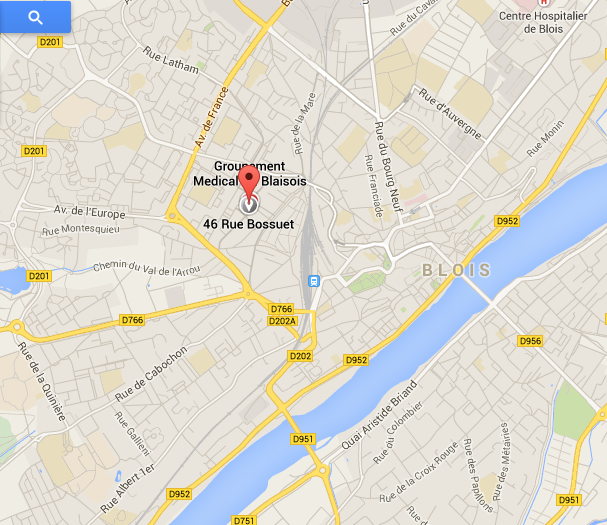 Centre Hospitalier
de Blois
Rue du Cava
B
D201
Rue Latham
Av. de France
Rue de la Mare
Rue d'Auvergne
Rue du Bourg Neuf
Rue Monin
D201
Rue Franciade
Groupement
Medical Blaisois
46 Rue Bossuet
Av. de l'Europe
Rue Montesquieu
D952
Chemin du Val de l'Arrou
D201
BLOIS
D766
D202A
D766
D956
D202
D952
Rue de la Quinière
Rue de Cabochon
Quai Aristide Briand
Rue du Colombier
Rue Gallieni
D951
Rue de la Croix Rouge
Rue des Papillons
Rue des Métairies
Rue Albert 1er
D952
D951
D751